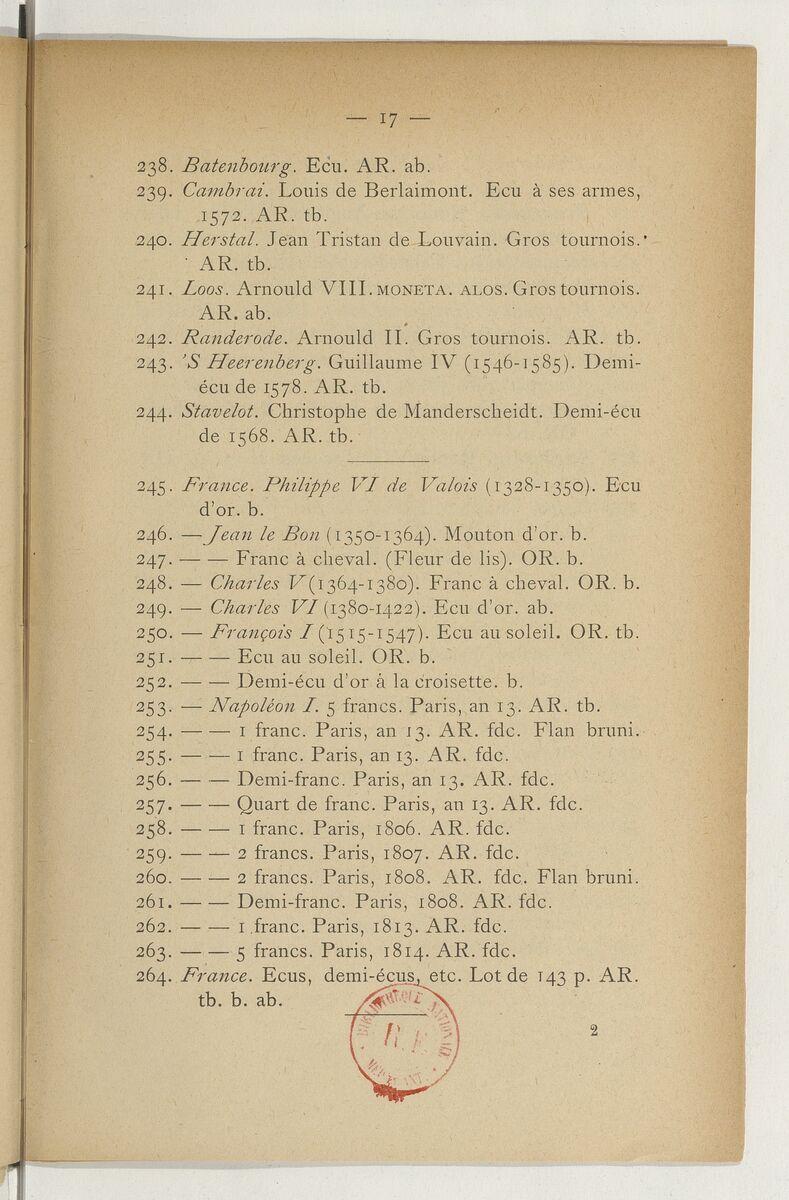 — 17 —
238. Batenbourg. Ecu. AR. ab.
239. Cambrai. Louis de Berlaimont. Ecu à ses armes,
1572. AR. tb.
240. Herstal. Jean Tristan de Louvain. Gros tournois.
AR. tb.
241. Loos. Arnould VIII. MONETA. ALOS. Gros tournois.
AR. ab.
242. Randerode. Arnould II. Gros tournois. AR. tb.
243. 'S Heerenberg. Guillaume IV (1546-1585). Demi-
écu de 1578. AR. tb.
244. Stavelot. Christophe de Manderscheidt. Demi-écu
de 1568. AR. tb.
245. France. Philippe VI de Valois (1328-1350). Ecu
d'or. b.
246. — Jean le Bon (1350-1364). Mouton d'or. b.
247. — — Franc à cheval. (Fleur de lis). OR. b.
248. — Charles V (1364-1380). Franc à cheval. OR. b.
249. — Charles VI (1380-1422). Ecu d'or. ab.
250. — François I (1515-1547). Ecu au soleil. OR. tb.
251. — — Ecu au soleil. OR. b.
252. — — Demi-écu d'or à la croisette. b.
253. — Napoléon I. 5 francs. Paris, an 13. AR. tb.
254. — — 1 franc. Paris, an 13. AR. fdc. Flan bruni.
255. — — 1 franc. Paris, an 13. AR. fdc.
256. — — Demi-franc. Paris, an 13. AR. fdc.
257. — — Quart de franc. Paris, an 13. AR. fdc.
258. — — 1 franc. Paris, 1806. AR. fdc.
259. — — 2 francs. Paris, 1807. AR. fdc.
260. — — 2 francs. Paris, 1808. AR. fdc. Flan bruni.
261. — — Demi-franc. Paris, 1808. AR. fdc.
262. — — 1 franc. Paris, 1813. AR. fdc.
263. — — 5 francs. Paris, 1814. AR. fdc.
264. France. Ecus, demi-écus, etc. Lot de 143 p. AR.
tb. b. ab.
BIBLIOTHÈQUE NATIONALE
R.F.
2